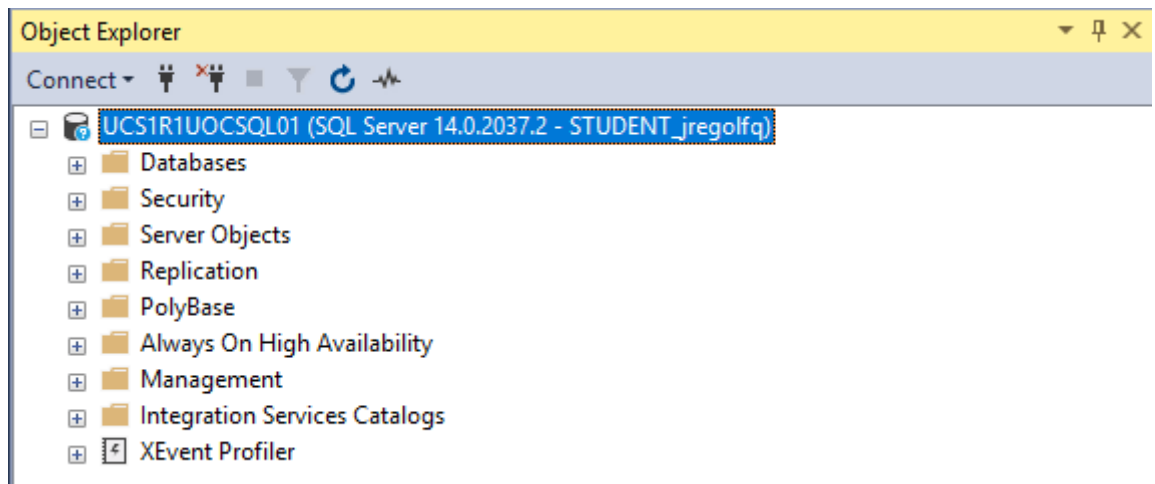 Object Explorer
Connect
UCS1R1UOCSQL01 (SQL Server 14.0.2037.2 - STUDENT_jregolfq)
Databases
Security
Server Objects
Replication
PolyBase
Always On High Availability
Management
Integration Services Catalogs
XEvent Profiler